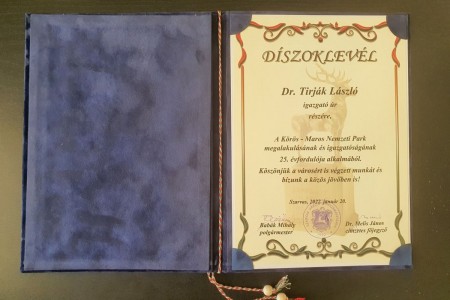 DÍSZOKLEVÉL
Dr. Tirják László
igazgató úr
részére,
A Körös - Maros Nemzeti Park
megalakulásának és igazgatóságának
25. évfordulója alkalmából.
Köszönjük a városért is végzett munkát és
bízunk a közös jövőben is!
Szarvas, 2022. január 20.
Babák Mihály
polgármester
Dr. Melis János
címzetes főjegyző